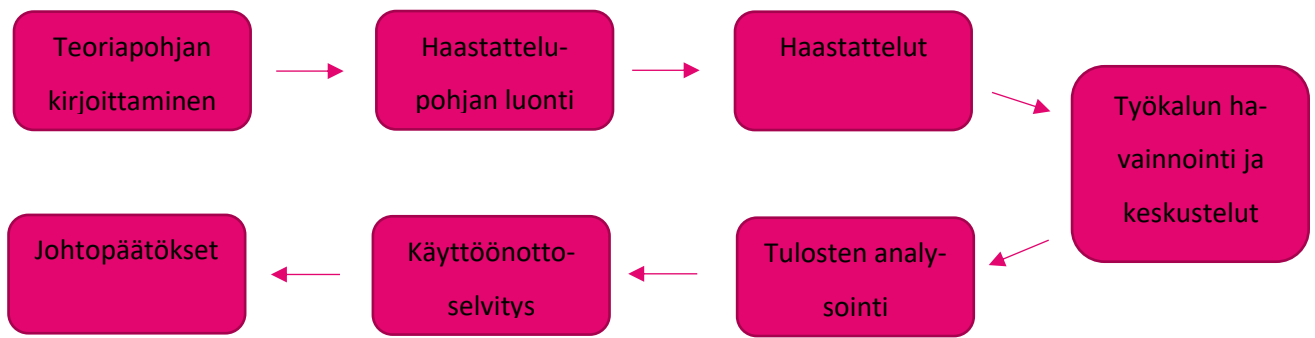 Teoriapohjan
kirjoittaminen
Haastattelu-
pohjan luonti
Haastattelut
Työkalun ha-
vainnointi ja
keskustelut
Tulosten analy-
sointi
Käyttöönotto-
selvitys
Johtopäätökset